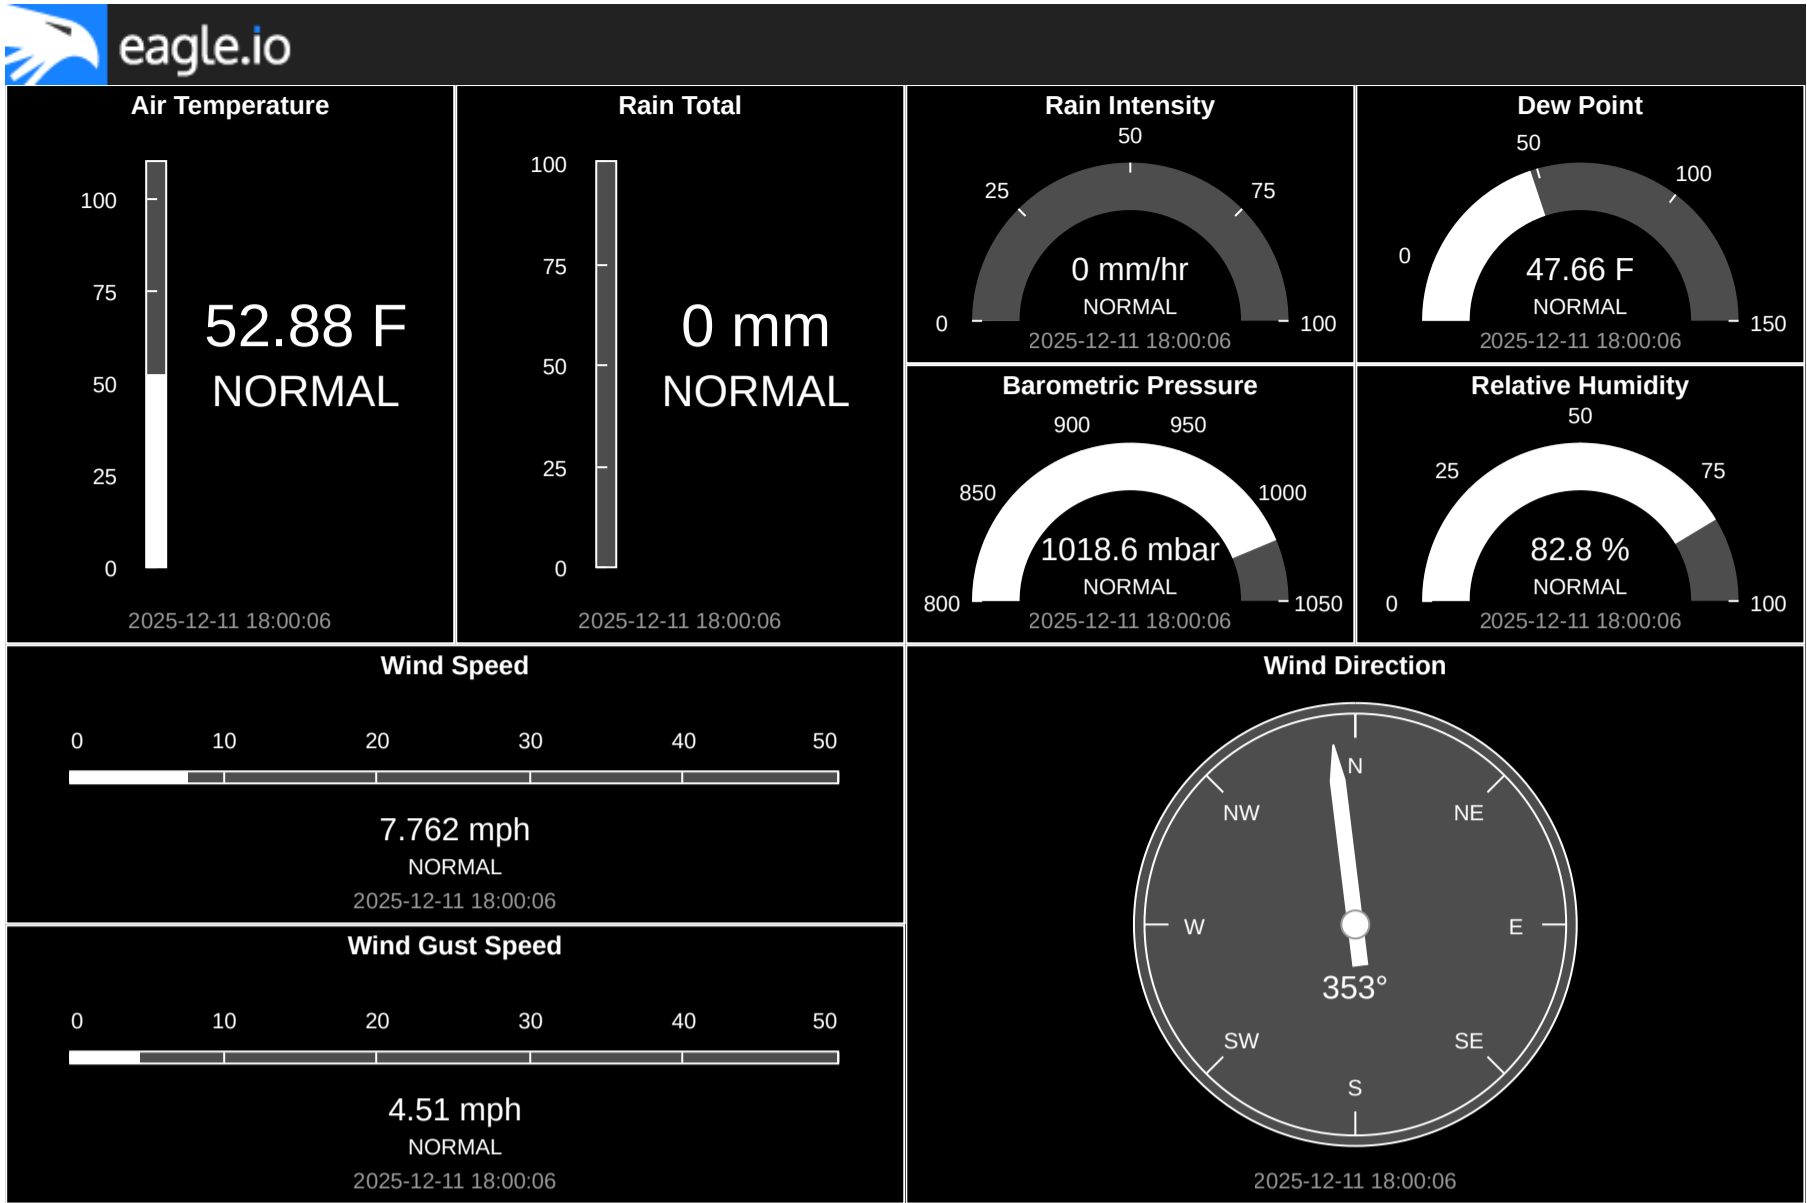 eagle.io
Air Temperature
100
75
50
25
0
52.88 F
NORMAL
2025-12-11 18:00:06
Rain Total
100
75
50
25
0
0 mm
NORMAL
2025-12-11 18:00:06
Rain Intensity
50
25
75
0
100
0 mm/hr
NORMAL
2025-12-11 18:00:06
Dew Point
50
100
0
150
47.66 F
NORMAL
2025-12-11 18:00:06
Barometric Pressure
900
950
850
1000
800
1050
1018.6 mbar
NORMAL
2025-12-11 18:00:06
Relative Humidity
50
25
75
0
100
82.8 %
NORMAL
2025-12-11 18:00:06
Wind Speed
0 10 20 30 40 50
7.762 mph
NORMAL
2025-12-11 18:00:06
Wind Gust Speed
0 10 20 30 40 50
4.51 mph
NORMAL
2025-12-11 18:00:06
Wind Direction
N
NW
NE
W
E
353°
SW
SE
S
2025-12-11 18:00:06